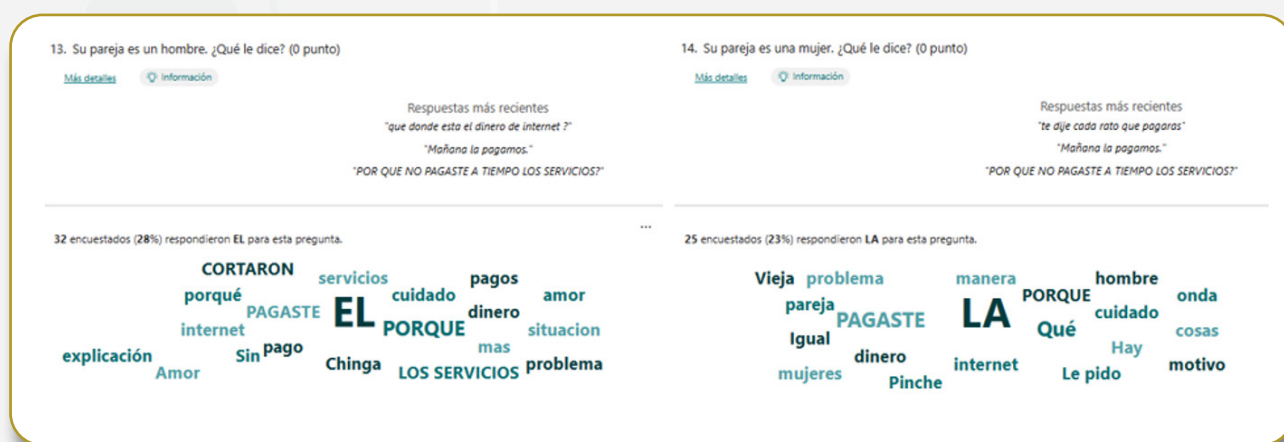 13. Su pareja es un hombre. ¿Qué le dice? (0 punto)
Más detalles
Información
Respuestas más recientes
"que donde esta el dinero de internet ?"
"Mañana la pagamos."
"POR QUE NO PAGASTE A TIEMPO LOS SERVICIOS?"
...
32 encuestados (28%) respondieron EL para esta pregunta.
CORTARON servicios pagos
porqué cuidado amor
PAGASTE EL dinero
internet PORQUE situacion
explicación Sin pago mas
Amor Chinga LOS SERVICIOS problema
14. Su pareja es una mujer. ¿Qué le dice? (0 punto)
Más detalles
Información
Respuestas más recientes
"te dije cada rato que pagaras"
"Mañana la pagamos."
"POR QUE NO PAGASTE A TIEMPO LOS SERVICIOS?"
25 encuestados (23%) respondieron LA para esta pregunta.
Vieja problema manera hombre
pareja PORQUE onda
PAGASTE LA Qué cuidado
Igual Hay cosas
dinero internet motivo
mujeres Pinche Le pido